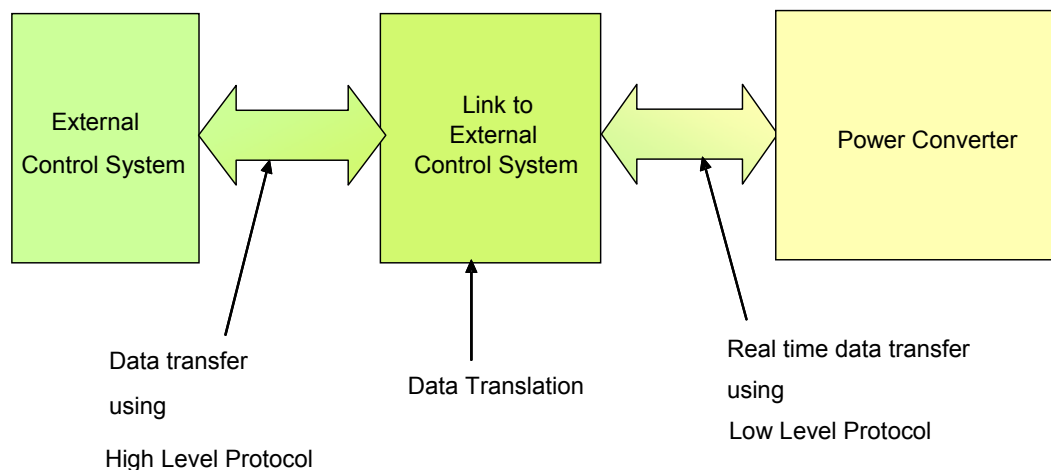 External
Control System
Link to
External
Control System
Power Converter
Data transfer
using
High Level Protocol
Data Translation
Real time data transfer
using
Low Level Protocol